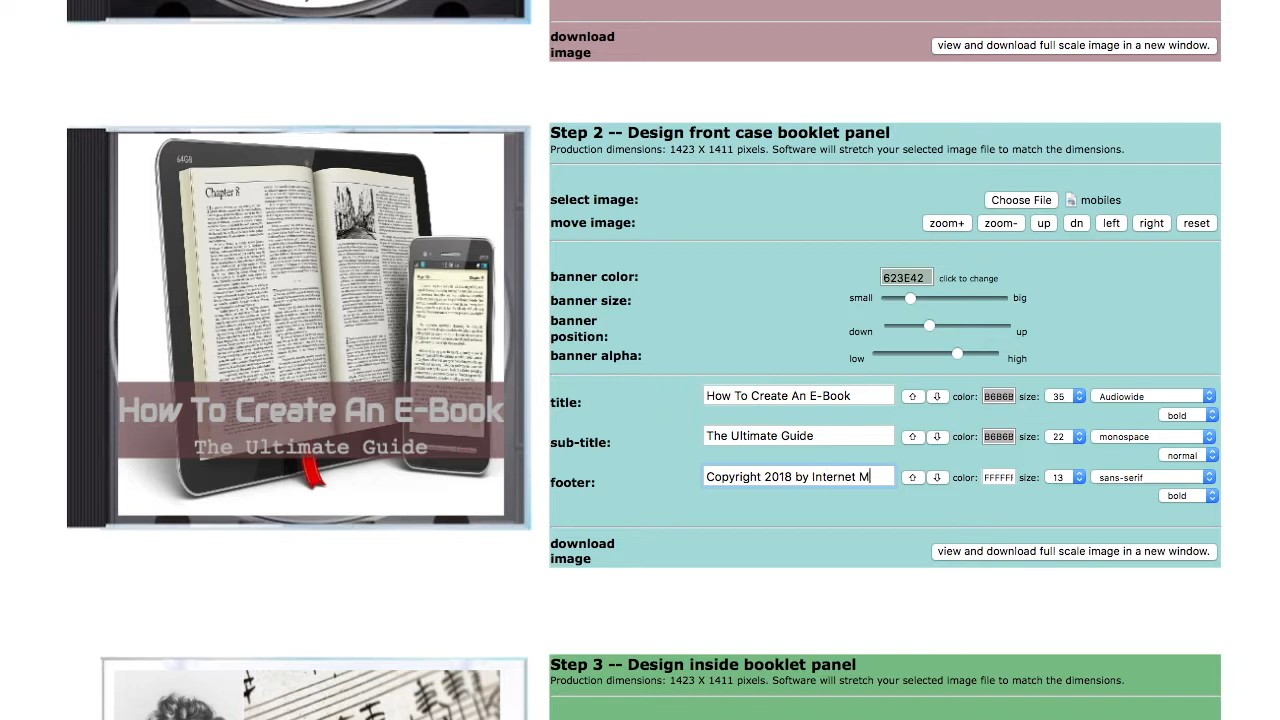 download
image
view and download full scale image in a new window.
Step 2 -- Design front case booklet panel
Production dimensions: 1423 X 1411 pixels. Software will stretch your selected image file to match the dimensions.
select image:
Choose File
mobiles
move image:
zoom+
zoom-
up
dn
left
right
reset
banner color:
623E42
click to change
banner size:
small
big
banner
position:
down
up
banner alpha:
low
high
title:
How To Create An E-Book
color:
B6B6B
size:
35
Audiowide
bold
sub-title:
The Ultimate Guide
color:
B6B6B
size:
22
monospace
normal
footer:
Copyright 2018 by Internet M
color:
FFFFF
size:
13
sans-serif
bold
download
image
view and download full scale image in a new window.
64GB
Chapter 8
How To Create An E-Book
The Ultimate Guide
Step 3 -- Design inside booklet panel
Production dimensions: 1423 X 1411 pixels. Software will stretch your selected image file to match the dimensions.